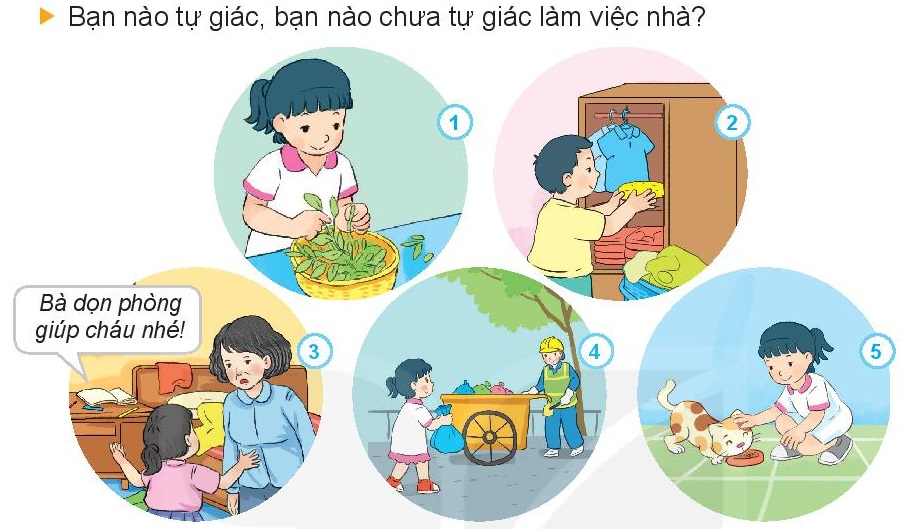 Bạn nào tự giác, bạn nào chưa tự giác làm việc nhà?
1
2
Bà dọn phòng
giúp cháu nhé!
3
4
5